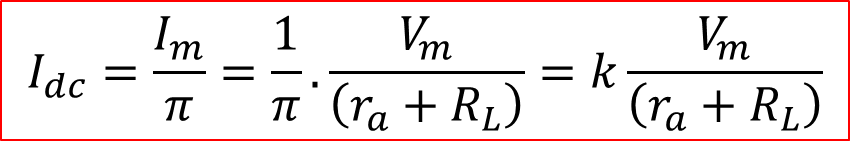 I_dc = I_m/π = 1/π . V_m/(r_a + R_L) = k V_m/(r_a + R_L)